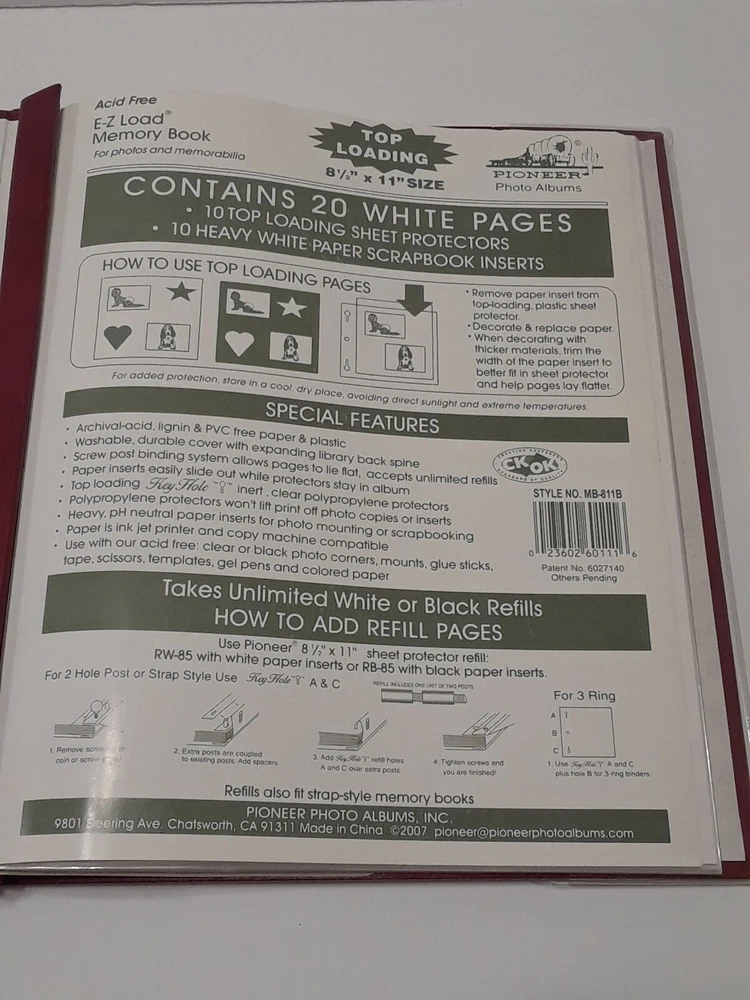 Acid Free
E-Z Load®
Memory Book
For photos and memorabilia
TOP
LOADING
8½" x 11" SIZE
PIONEER®
Photo Albums
CONTAINS 20 WHITE PAGES
• 10 TOP LOADING SHEET PROTECTORS
• 10 HEAVY WHITE PAPER SCRAPBOOK INSERTS
HOW TO USE TOP LOADING PAGES
• Remove paper insert from
top-loading, plastic sheet
protector.
• Decorate & replace paper.
• When decorating with
thicker materials, trim the
width of the paper insert to
better fit in sheet protector
and help pages lay flatter.
For added protection, store in a cool, dry place, avoiding direct sunlight and extreme temperatures.
SPECIAL FEATURES
• Archival-acid, lignin & PVC free paper & plastic
• Washable, durable cover with expanding library back spine
• Screw post binding system allows pages to lie flat, accepts unlimited refills
• Paper inserts easily slide out while protectors stay in album
• Top loading KeyHole™ inert, clear polypropylene protectors
• Polypropylene protectors won't lift print off photo copies or inserts
• Heavy, pH neutral paper inserts for photo mounting or scrapbooking
• Paper is ink jet printer and copy machine compatible
• Use with our acid free: clear or black photo corners, mounts, glue sticks,
tape, scissors, templates, gel pens and colored paper
CK OK
STYLE NO. MB-811B
0 23602 60111 6
Patent No. 6027140
Others Pending
Takes Unlimited White or Black Refills
HOW TO ADD REFILL PAGES
Use Pioneer® 8½" x 11" sheet protector refill:
RW-85 with white paper inserts or RB-85 with black paper inserts.
For 2 Hole Post or Strap Style Use KeyHole™ A & C
REFILL INCLUDES ONE UNIT OF TWO POSTS
For 3 Ring
A
B
C
1. Remove screws
coin or screw
2. Extra posts are coupled
to existing posts. Add spacers.
3. Add KeyHole™ refill holes
A and C over extra posts.
4. Tighten screws and
you are finished!
1. Use KeyHole™ A and C
plus hole B for 3 ring binders.
Refills also fit strap-style memory books
PIONEER PHOTO ALBUMS, INC.
9801 Deering Ave. Chatsworth, CA 91311 Made in China ©2007 pioneer@pioneerphotoalbums.com